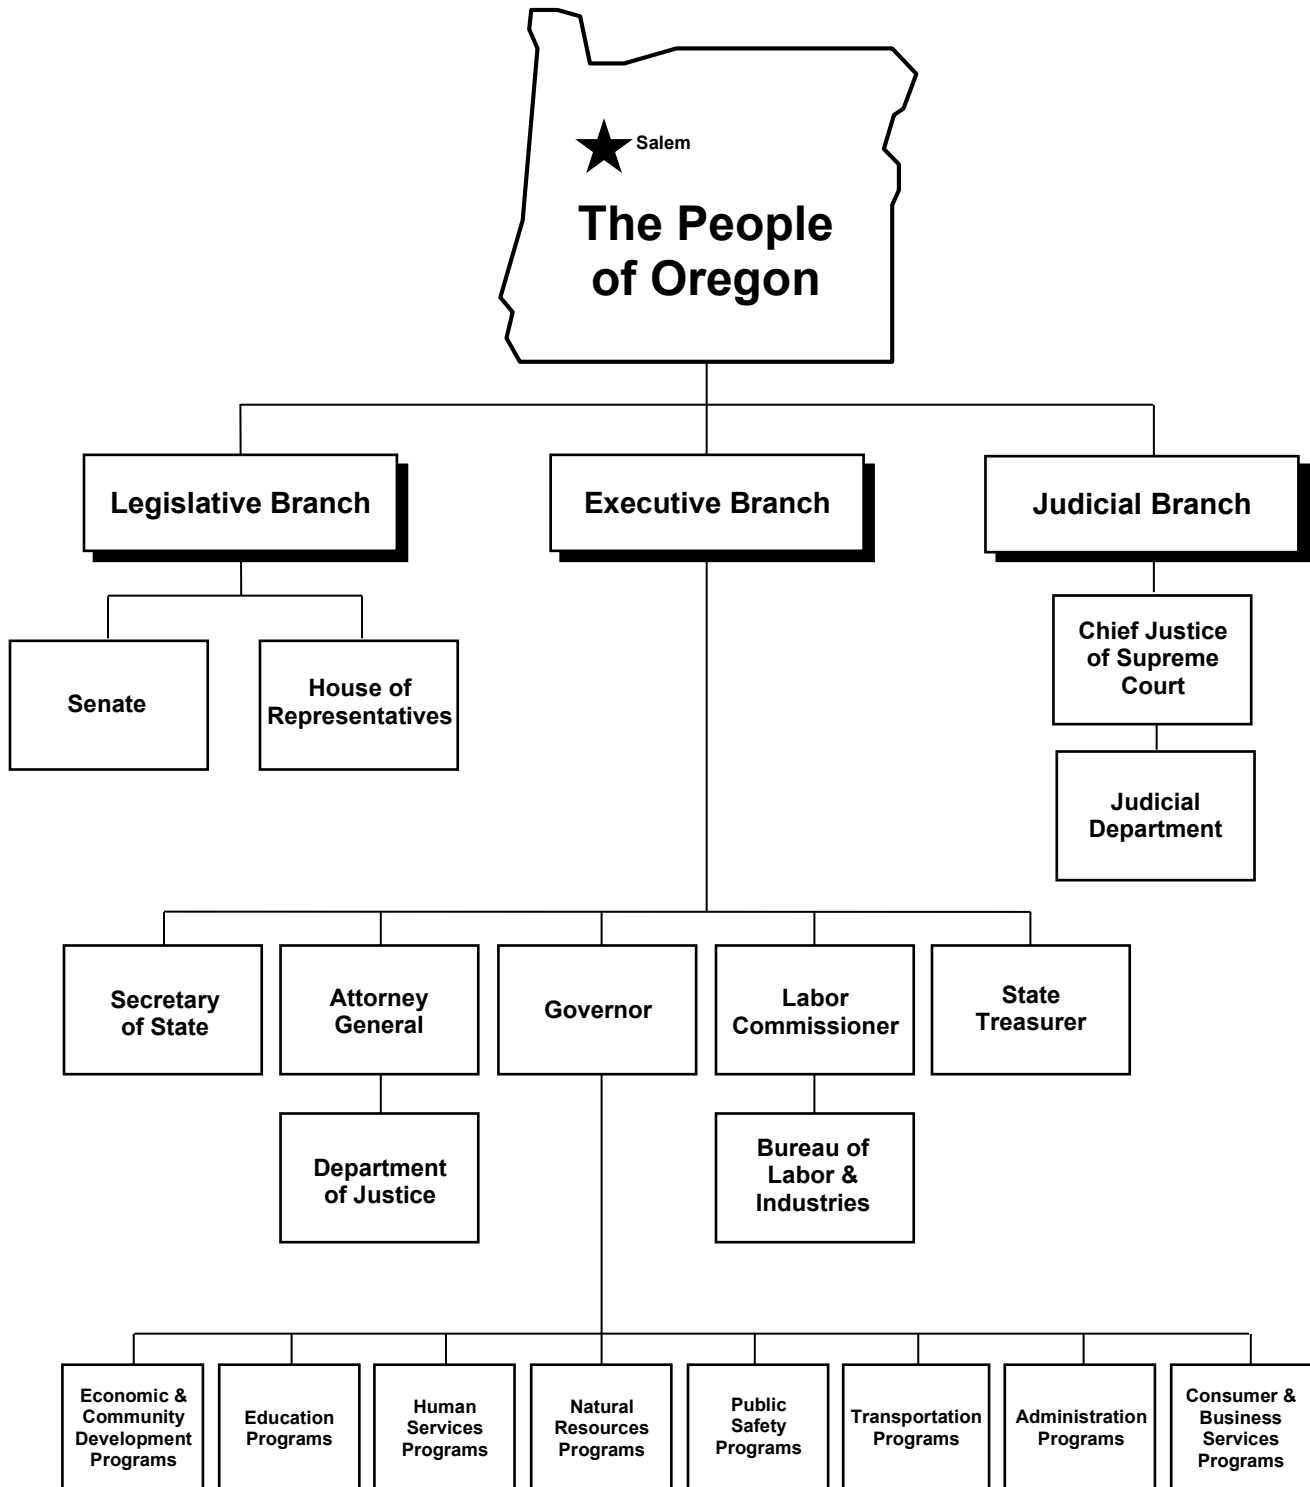 Salem
The People
of Oregon
Legislative Branch
Executive Branch
Judicial Branch
Senate
House of
Representatives
Chief Justice
of Supreme
Court
Judicial
Department
Secretary
of State
Attorney
General
Governor
Labor
Commissioner
State
Treasurer
Department
of Justice
Bureau of
Labor &
Industries
Economic &
Community
Development
Programs
Education
Programs
Human
Services
Programs
Natural
Resources
Programs
Public
Safety
Programs
Transportation
Programs
Administration
Programs
Consumer &
Business
Services
Programs